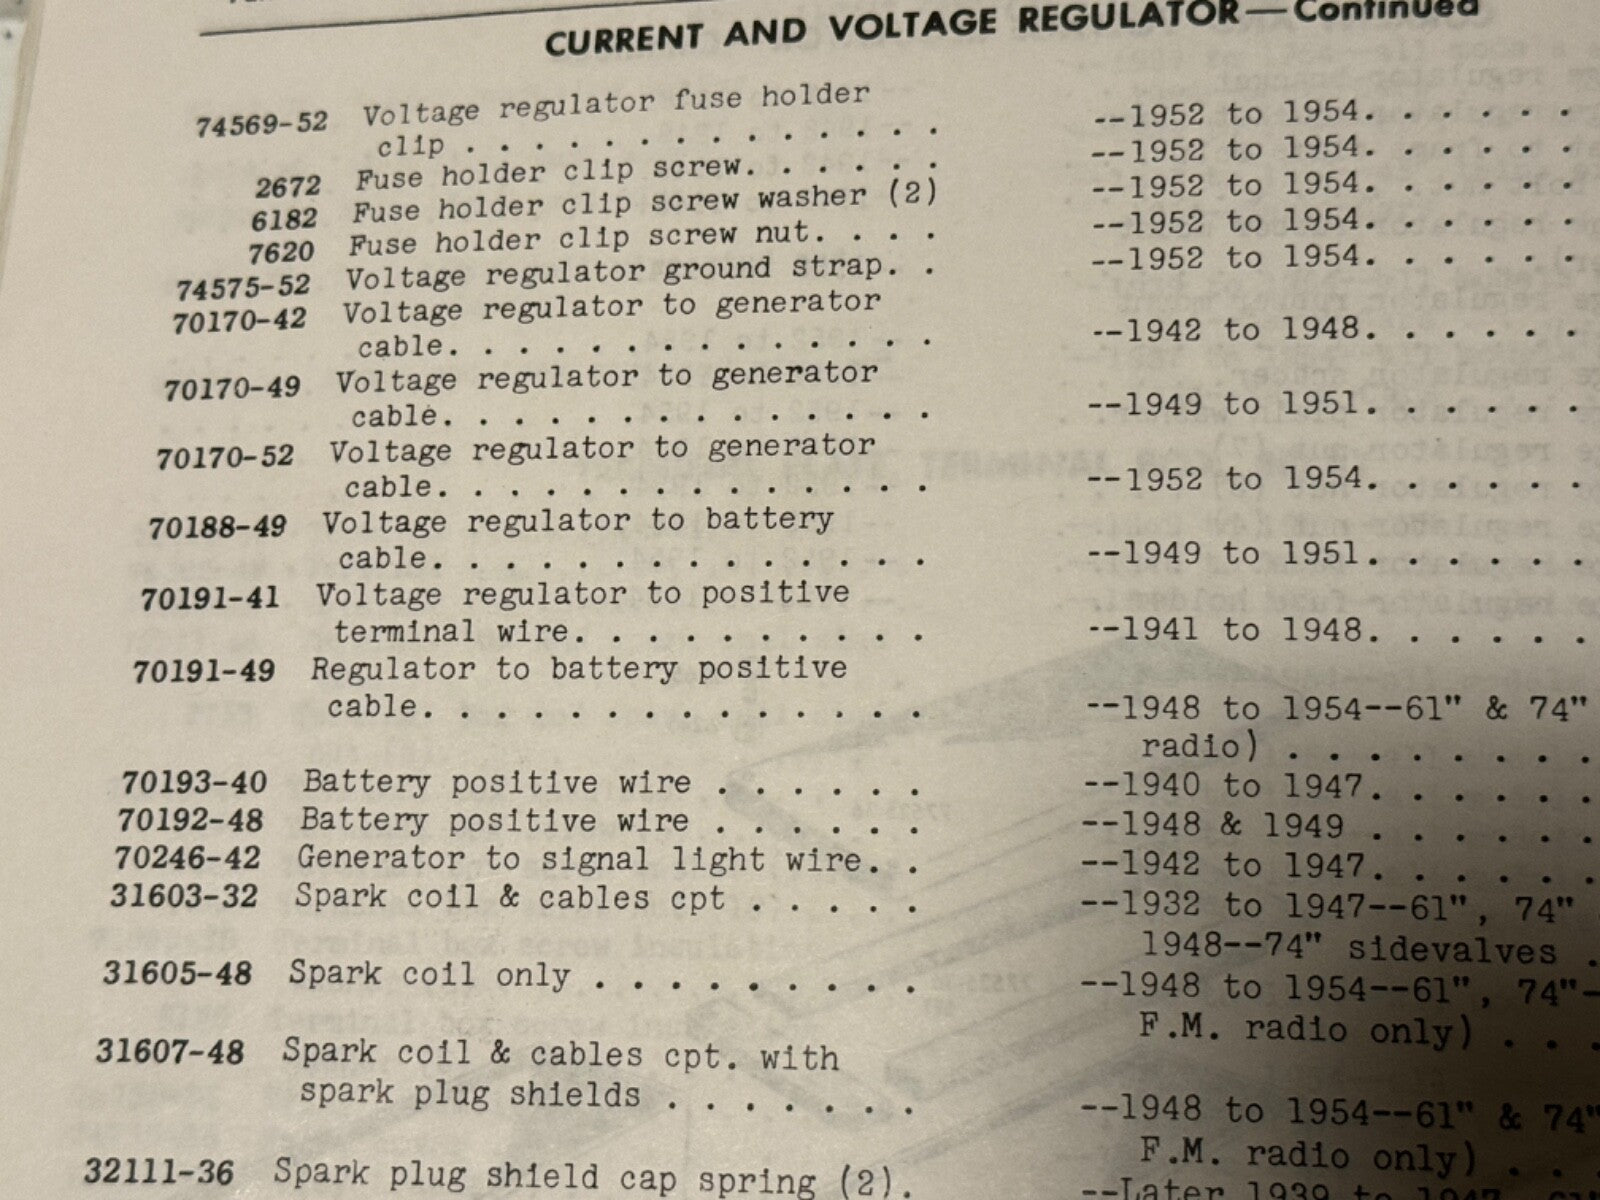 CURRENT AND VOLTAGE REGULATOR—Continued
74569-52 Voltage regulator fuse holder
clip . . . . . . . . . . . . . --1952 to 1954. . . . . .
2672 Fuse holder clip screw. . . . . . --1952 to 1954. . . . . .
6182 Fuse holder clip screw washer (2) --1952 to 1954. . . . . .
7620 Fuse holder clip screw nut. . . . --1952 to 1954. . . . . .
74575-52 Voltage regulator ground strap. . --1952 to 1954. . . . . .
70170-42 Voltage regulator to generator
cable. . . . . . . . . . . . . . --1942 to 1948. . . . . .
70170-49 Voltage regulator to generator
cable. . . . . . . . . . . . . . --1949 to 1951. . . . . .
70170-52 Voltage regulator to generator
cable. . . . . . . . . . . . . . --1952 to 1954. . . . . .
70188-49 Voltage regulator to battery
cable. . . . . . . . . . . . . . --1949 to 1951. . . . . .
70191-41 Voltage regulator to positive
terminal wire. . . . . . . . . . --1941 to 1948. . . . . .
70191-49 Regulator to battery positive
cable. . . . . . . . . . . . . . --1948 to 1954--61" & 74"
radio) . . . . . . . .
70193-40 Battery positive wire . . . . . . --1940 to 1947. . . . . .
70192-48 Battery positive wire . . . . . . --1948 & 1949 . . . . . .
70246-42 Generator to signal light wire. . --1942 to 1947. . . . . .
31603-32 Spark coil & cables cpt . . . . . --1932 to 1947--61", 74"
1948--74" sidevalves .
31605-48 Spark coil only . . . . . . . . . --1948 to 1954--61", 74"-
F.M. radio only) . . .
31607-48 Spark coil & cables cpt. with
spark plug shields . . . . . . . --1948 to 1954--61" & 74"
F.M. radio only) . . .
32111-36 Spark plug shield cap spring (2). --Later 1939 to 1947